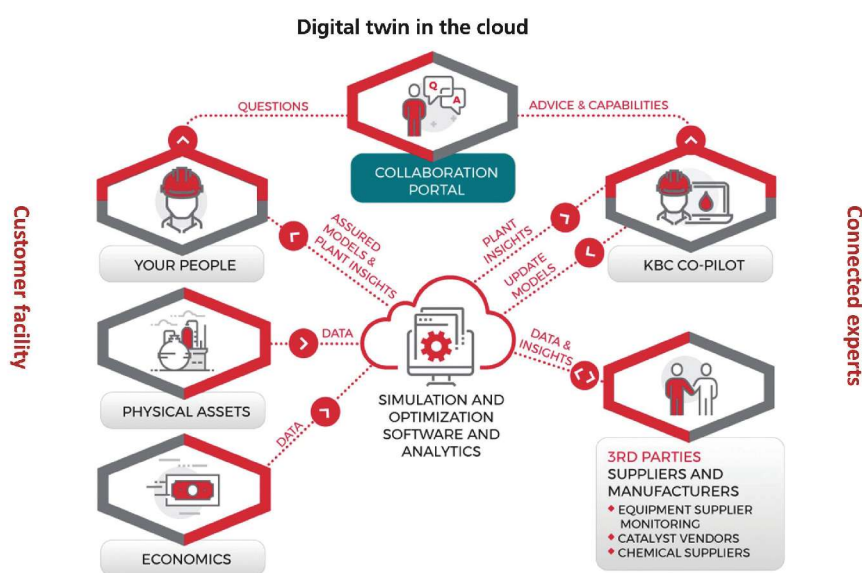 Digital twin in the cloud
QUESTIONS
Q
A
ADVICE & CAPABILITIES
COLLABORATION
PORTAL
Customer facility
YOUR PEOPLE
ASSURED
MODELS &
PLANT INSIGHTS
PLANT
INSIGHTS
UPDATE
MODELS
KBC CO-PILOT
Connected experts
PHYSICAL ASSETS
DATA
DATA &
INSIGHTS
SIMULATION AND
OPTIMIZATION
SOFTWARE AND
ANALYTICS
ECONOMICS
DATA
3RD PARTIES
SUPPLIERS AND
MANUFACTURERS
◆ EQUIPMENT SUPPLIER
MONITORING
◆ CATALYST VENDORS
◆ CHEMICAL SUPPLIERS